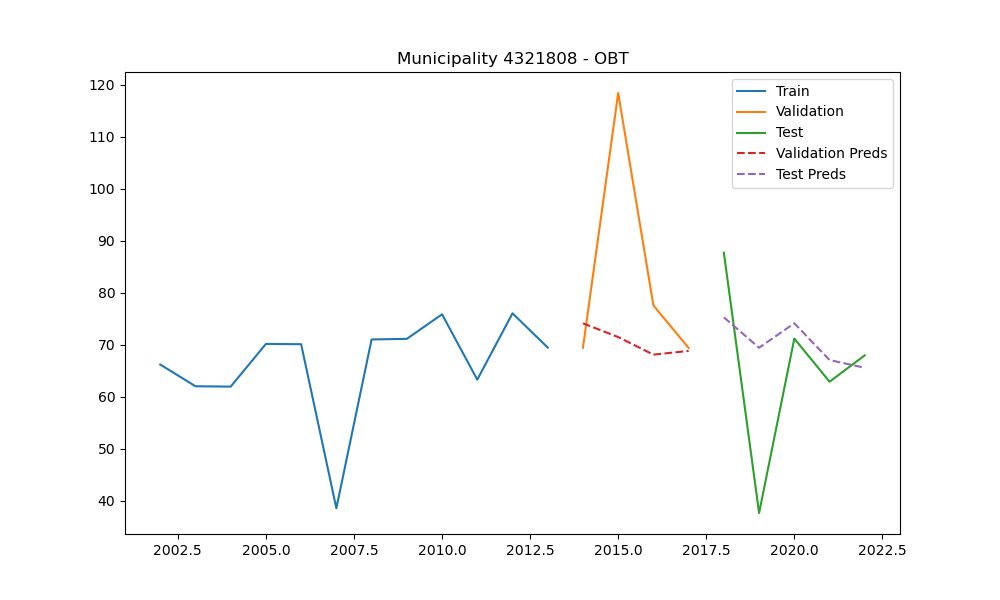 Municipality 4321808 - OBT
Train
Validation
Test
Validation Preds
Test Preds
120
110
100
90
80
70
60
50
40
2002.5 2005.0 2007.5 2010.0 2012.5 2015.0 2017.5 2020.0 2022.5